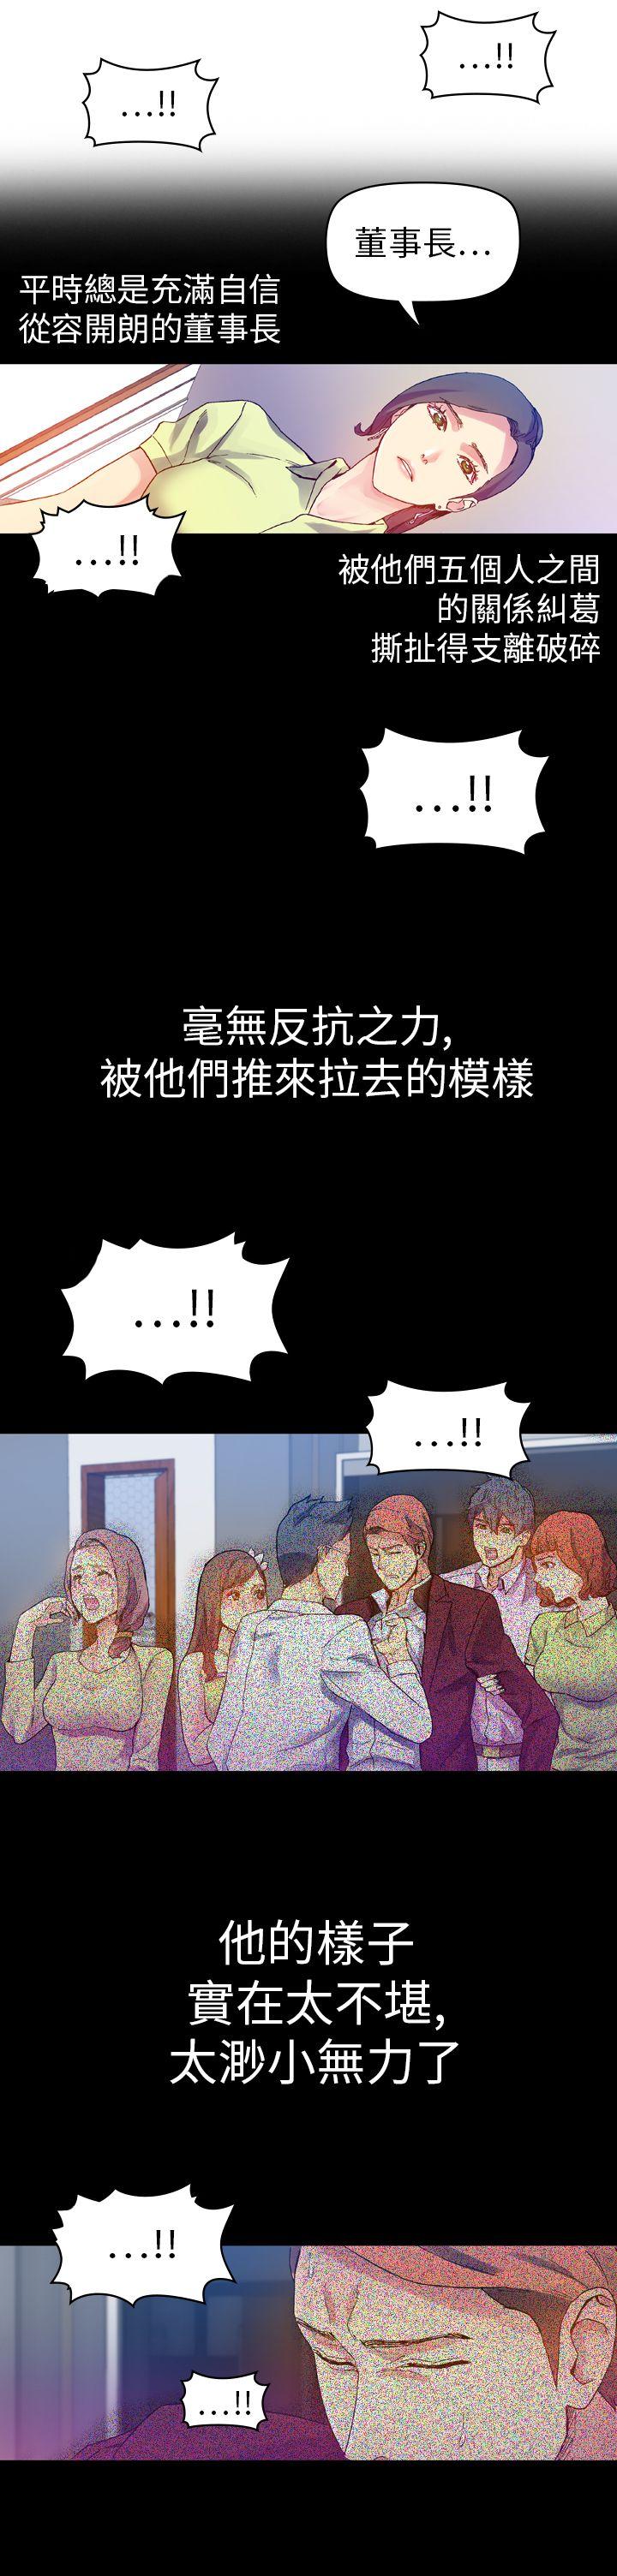 ...!!
...!!
董事長...
平時總是充滿自信
從容開朗的董事長
...!!
被他們五個人之間
的關係糾葛
撕扯得支離破碎
...!!
毫無反抗之力,
被他們推來拉去的模樣
...!!
...!!
他的樣子
實在太不堪,
太渺小無力了
...!!
...!!